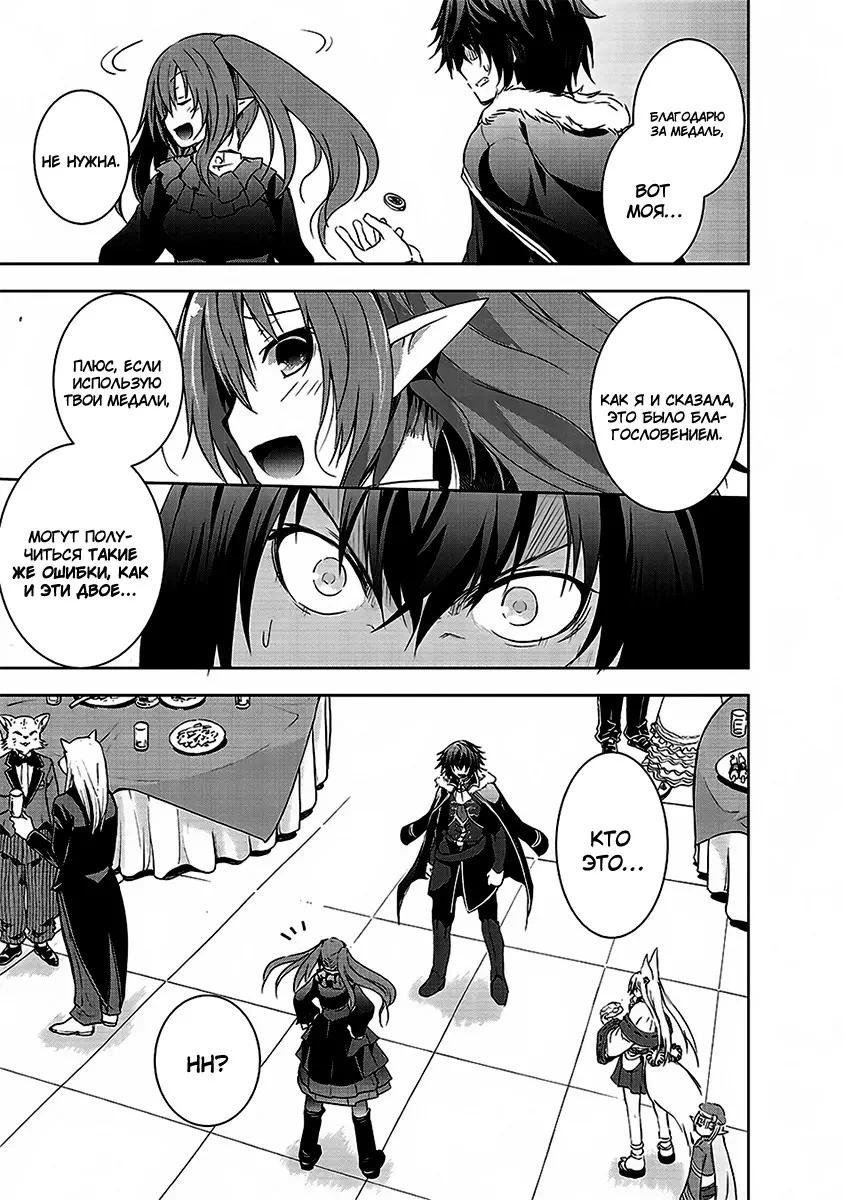 БЛАГОДАРЮ
ЗА МЕДАЛЬ,
ВОТ
МОЯ...
НЕ НУЖНА.
КАК Я И СКАЗАЛА,
ЭТО БЫЛО БЛА-
ГОСЛОВЕНИЕМ.
ПЛЮС, ЕСЛИ
ИСПОЛЬЗУЮ
ТВОИ МЕДАЛИ,
МОГУТ ПОЛУ-
ЧИТЬСЯ ТАКИЕ
ЖЕ ОШИБКИ, КАК
И ЭТИ ДВОЕ...
КТО
ЭТО...
НН?